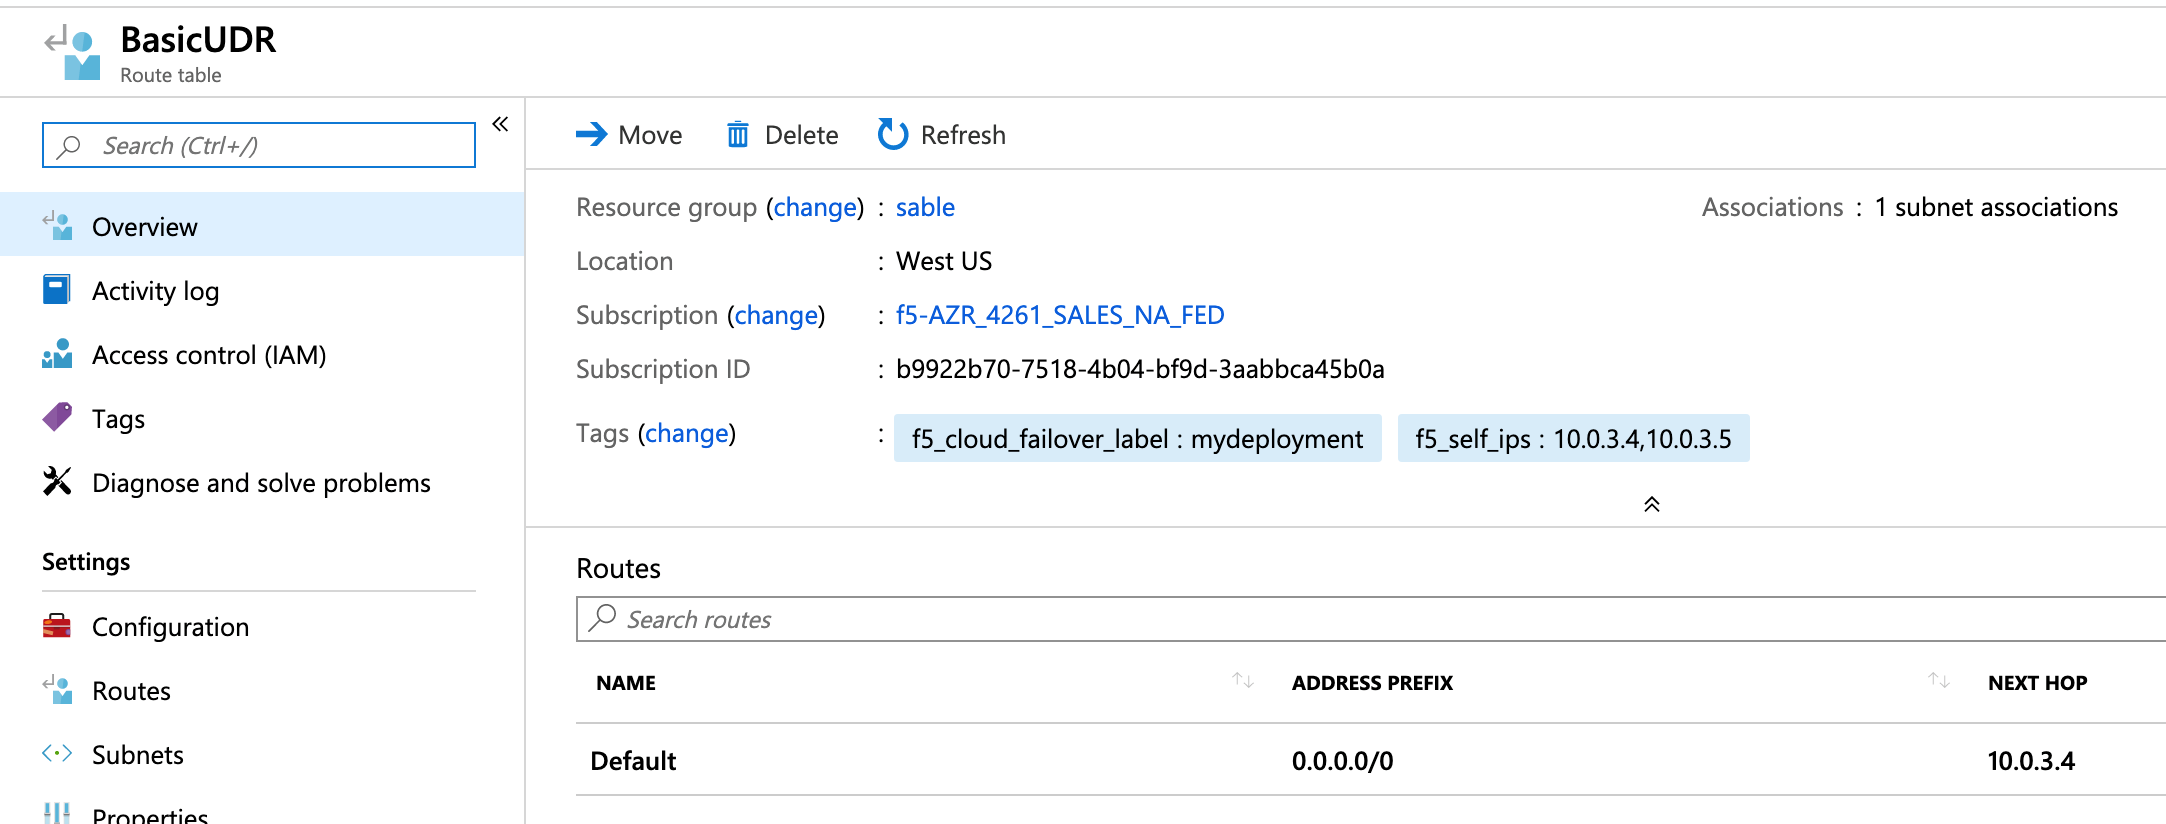 BasicUDR
Route table
Search (Ctrl+/)
«
Overview
Activity log
Access control (IAM)
Tags
Diagnose and solve problems
Settings
Configuration
Routes
Subnets
Properties
Move Delete Refresh
Resource group (change) : sable
Associations : 1 subnet associations
Location : West US
Subscription (change) : f5-AZR_4261_SALES_NA_FED
Subscription ID : b9922b70-7518-4b04-bf9d-3aabbca45b0a
Tags (change) : f5_cloud_failover_label : mydeployment f5_self_ips : 10.0.3.4,10.0.3.5
Routes
Search routes
NAME ADDRESS PREFIX NEXT HOP
Default 0.0.0.0/0 10.0.3.4